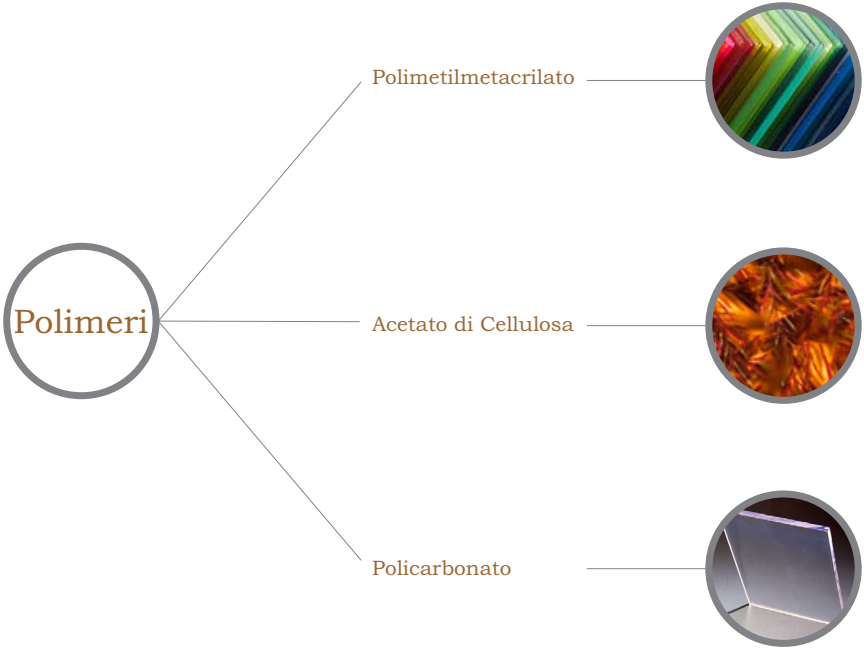 Polimetilmetacrilato
Polimeri
Acetato di Cellulosa
Policarbonato